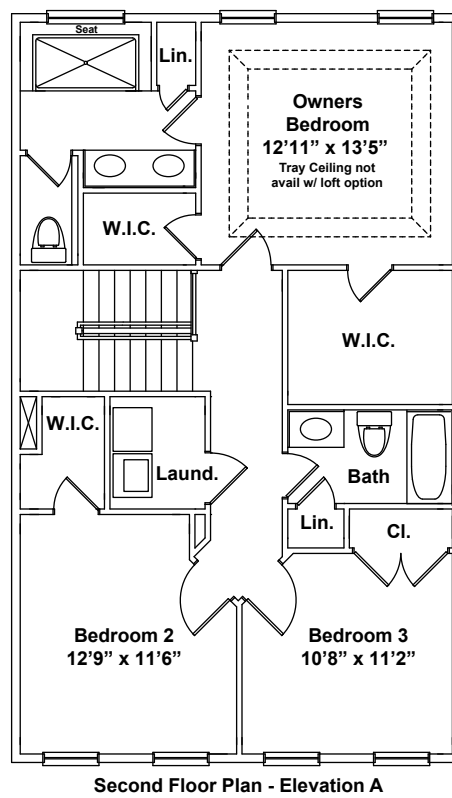 Seat
Lin.
Owners
Bedroom
12’11” x 13’5”
Tray Ceiling not
avail w/ loft option
W.I.C.
W.I.C.
W.I.C.
Laund.
Bath
Lin.
Cl.
Bedroom 2
12’9” x 11’6”
Bedroom 3
10’8” x 11’2”
Second Floor Plan - Elevation A